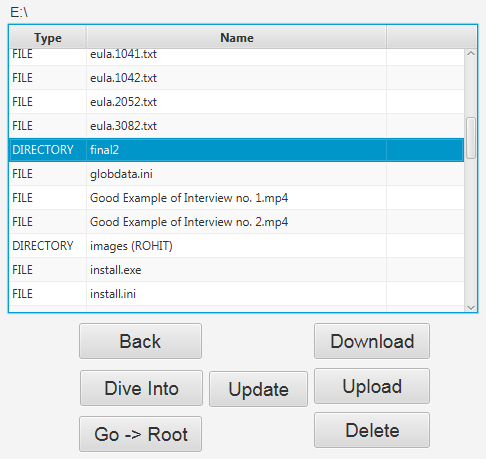 E:\
Type Name
FILE eula.1041.txt
FILE eula.1042.txt
FILE eula.2052.txt
FILE eula.3082.txt
DIRECTORY final2
FILE globdata.ini
FILE Good Example of Interview no. 1.mp4
FILE Good Example of Interview no. 2.mp4
DIRECTORY images (ROHIT)
FILE install.exe
FILE install.ini
Back Download
Dive Into Update Upload
Go -> Root Delete